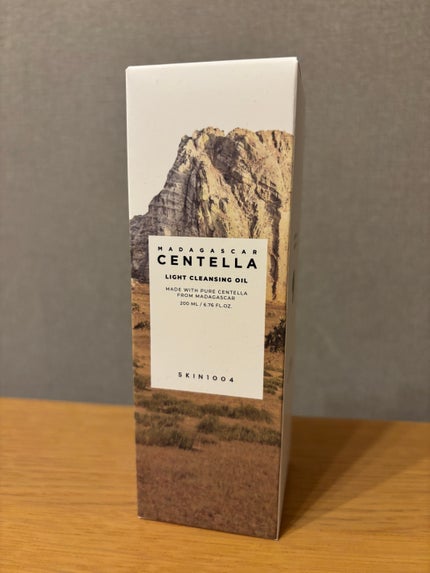 MADAGASCAR
CENTELLA
LIGHT CLEANSING OIL
MADE WITH PURE CENTELLA
FROM MADAGASCAR
200 ML / 6.76 FL.OZ.
SKIN1004